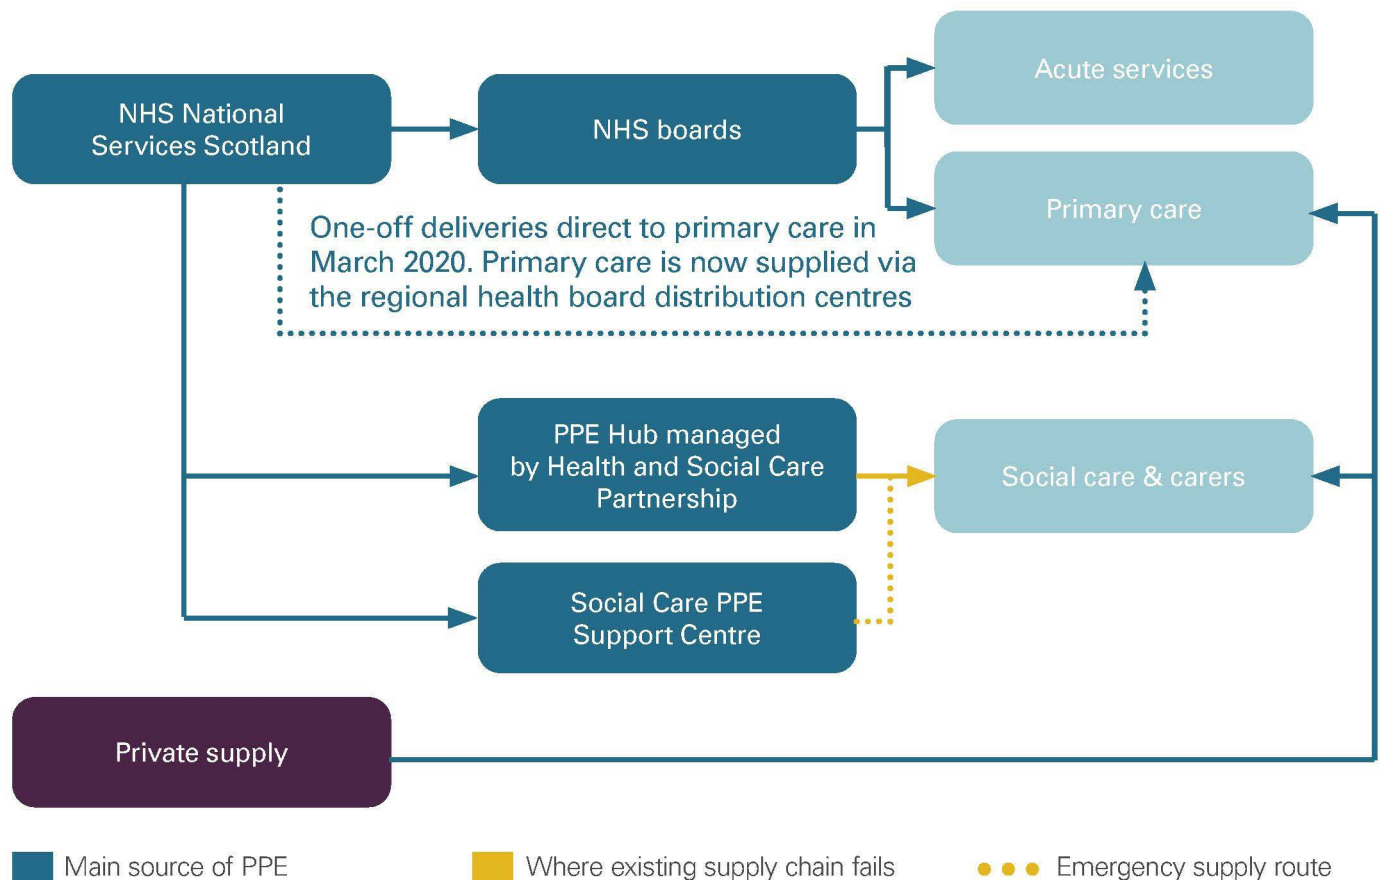 NHS National
Services Scotland
NHS boards
Acute services
Primary care
One-off deliveries direct to primary care in
March 2020. Primary care is now supplied via
the regional health board distribution centres
PPE Hub managed
by Health and Social Care
Partnership
Social care & carers
Social Care PPE
Support Centre
Private supply
Main source of PPE
Where existing supply chain fails
Emergency supply route